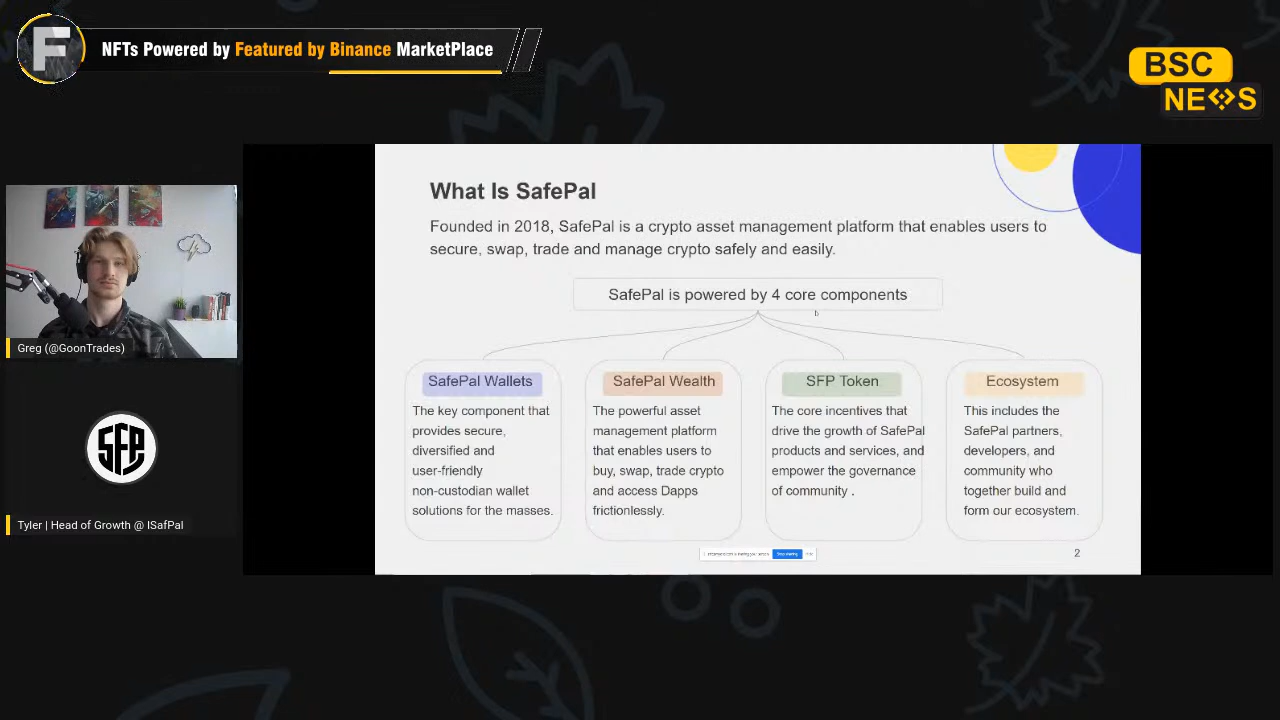 F
NFTs Powered by Featured by Binance MarketPlace
BSC
NEWS
Greg (@GoonTrades)
SFP
Tyler | Head of Growth @ ISafPal
What Is SafePal
Founded in 2018, SafePal is a crypto asset management platform that enables users to
secure, swap, trade and manage crypto safely and easily.
SafePal is powered by 4 core components
SafePal Wallets
The key component that
provides secure,
diversified and
user-friendly
non-custodian wallet
solutions for the masses.
SafePal Wealth
The powerful asset
management platform
that enables users to
buy, swap, trade crypto
and access Dapps
frictionlessly.
SFP Token
The core incentives that
drive the growth of SafePal
products and services, and
empower the governance
of community .
Ecosystem
This includes the
SafePal partners,
developers, and
community who
together build and
form our ecosystem.
Stop sharing
2